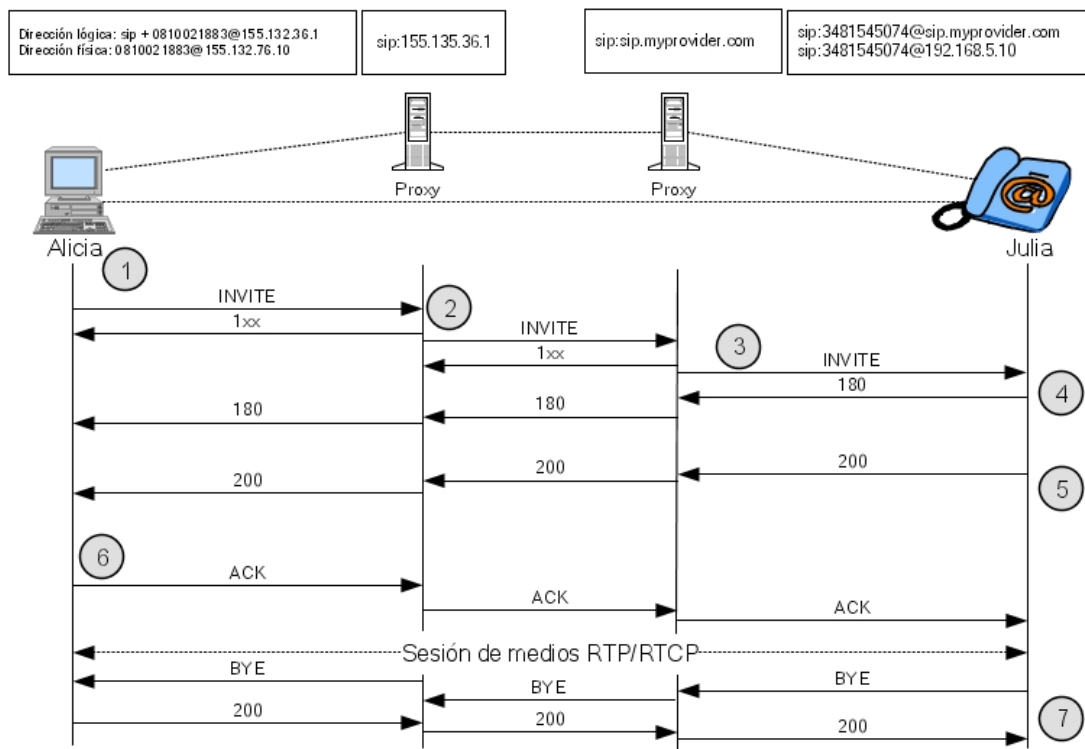 Dirección lógica: sip + 0810021883@155.132.36.1
Dirección física: 0810021883@155.132.76.10
sip:155.135.36.1
sip:sip.myprovider.com
sip:3481545074@sip.myprovider.com
sip:3481545074@192.168.5.10
Proxy
Proxy
Alicia
Julia
1
INVITE
2
1xx
INVITE
3
1xx
INVITE
180
4
180
180
200
200
200
5
6
ACK
ACK
ACK
Sesión de medios RTP/RTCP
BYE
BYE
BYE
200
200
200
7